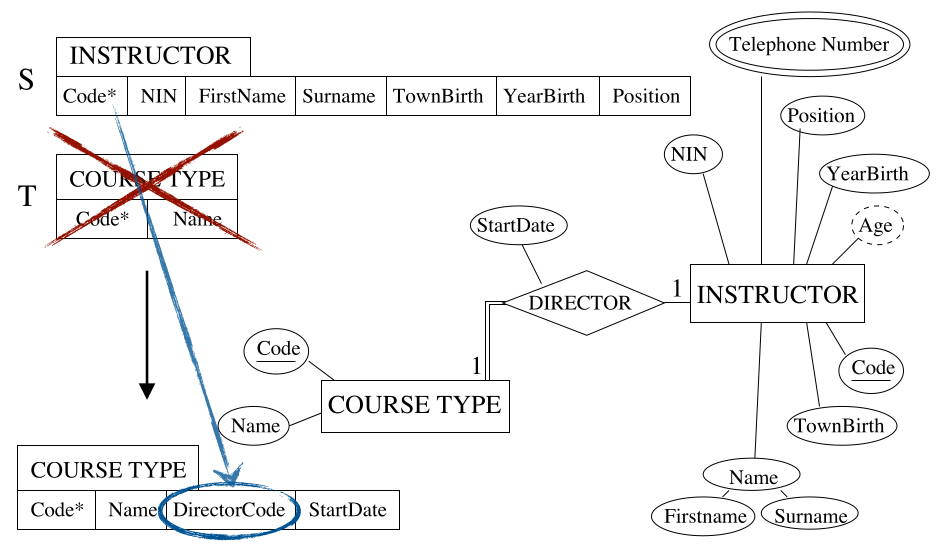 S
INSTRUCTOR
Code* NIN FirstName Surname TownBirth YearBirth Position
T
COURSE TYPE
Code* Name
COURSE TYPE
Code* Name DirectorCode StartDate
Telephone Number
Position
NIN
YearBirth
Age
StartDate
DIRECTOR
1
INSTRUCTOR
1
Code
COURSE TYPE
Name
Code
TownBirth
Name
Firstname
Surname